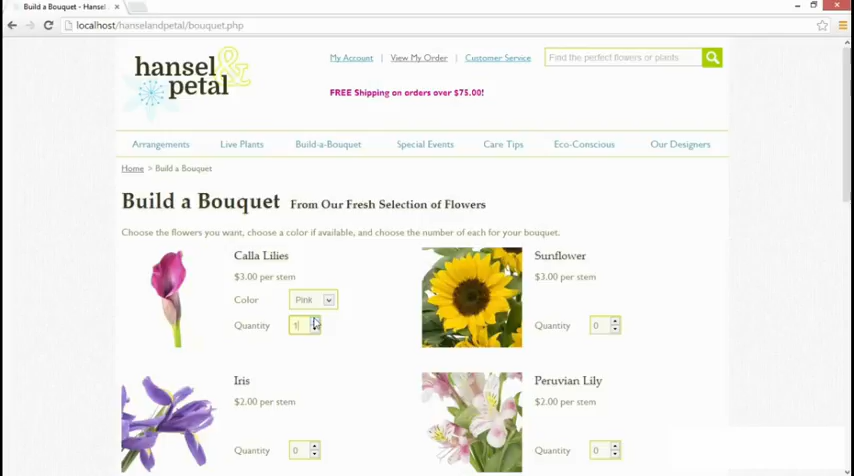 Build a Bouquet - Hansel
localhost/hanselandpetal/bouquet.php
hansel &
petal
My Account | View My Order | Customer Service
Find the perfect flowers or plants
FREE Shipping on orders over $75.00!
Arrangements Live Plants Build-a-Bouquet Special Events Care Tips Eco-Conscious Our Designers
Home > Build a Bouquet
Build a Bouquet From Our Fresh Selection of Flowers
Choose the flowers you want, choose a color if available, and choose the number of each for your bouquet.
Calla Lilies
$3.00 per stem
Color Pink
Quantity 1
Sunflower
$3.00 per stem
Quantity 0
Iris
$2.00 per stem
Quantity 0
Peruvian Lily
$2.00 per stem
Quantity 0